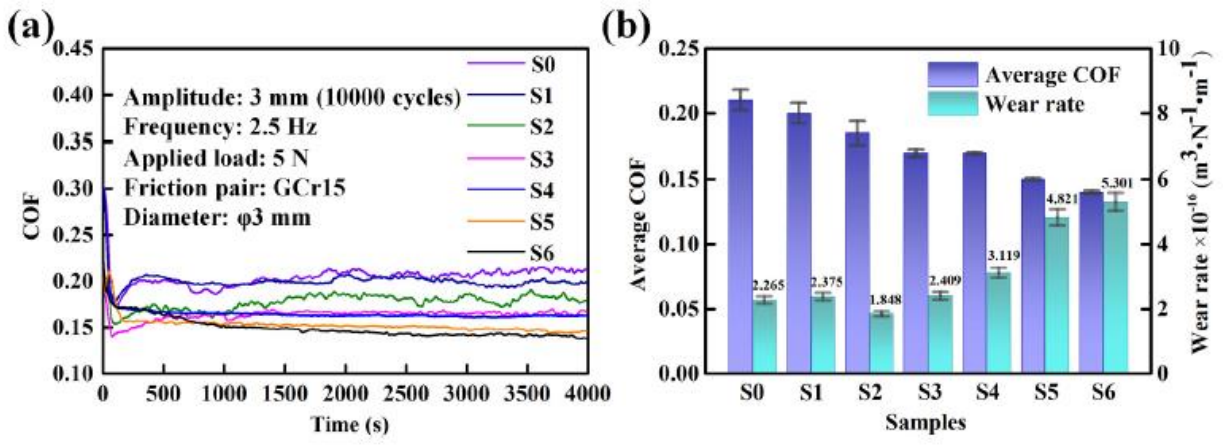 (a)
0.45
0.40
0.35
0.30
0.25
0.20
0.15
0.10
COF
Amplitude: 3 mm (10000 cycles)
Frequency: 2.5 Hz
Applied load: 5 N
Friction pair: GCr15
Diameter: φ3 mm
S0
S1
S2
S3
S4
S5
S6
0 500 1000 1500 2000 2500 3000 3500 4000
Time (s)
(b)
0.25
0.20
0.15
0.10
0.05
0.00
Average COF
Average COF
Wear rate
2.265
2.375
1.848
2.409
3.119
4.821
5.301
10
8
6
4
2
0
Wear rate ×10⁻¹⁶ (m³•N⁻¹•m⁻¹)
S0 S1 S2 S3 S4 S5 S6
Samples